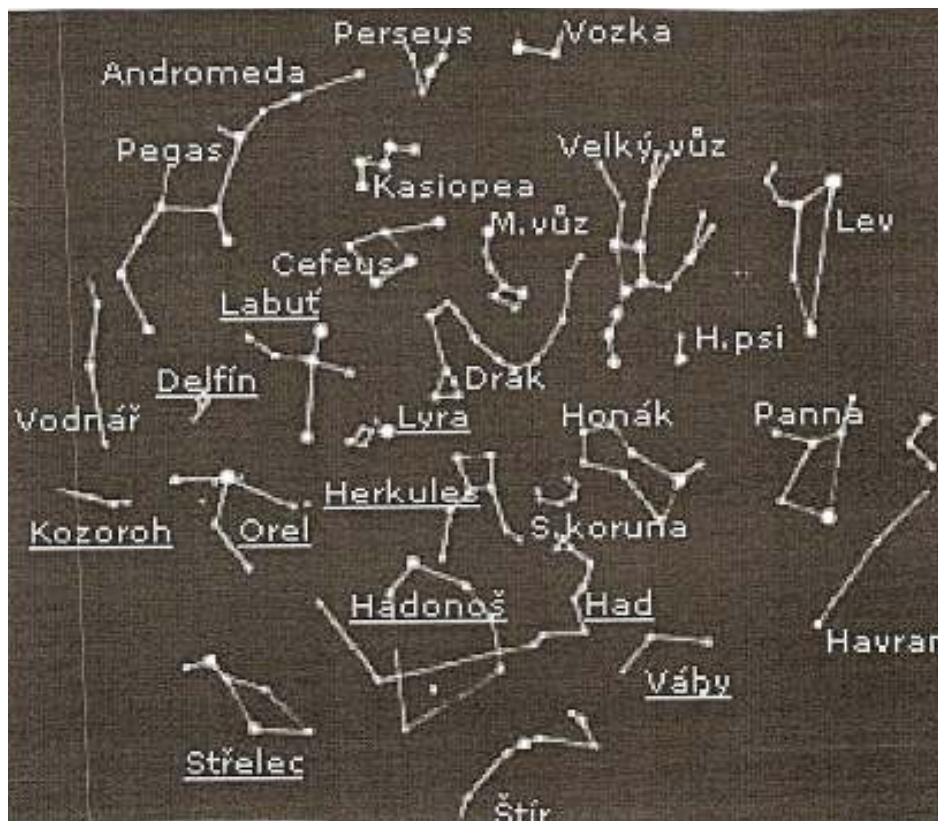 Perseus
Vozka
Andromeda
Pegas
Velký vůz
Kasiopea
M.vůz
Lev
Cefeus
Labuť
H.psi
Delfín
Drak
Vodnář
Lyra
Honák
Panna
Herkules
Kozoroh
Orel
S.koruna
Hadonoš
Had
Havran
Váhy
Střelec
Štír